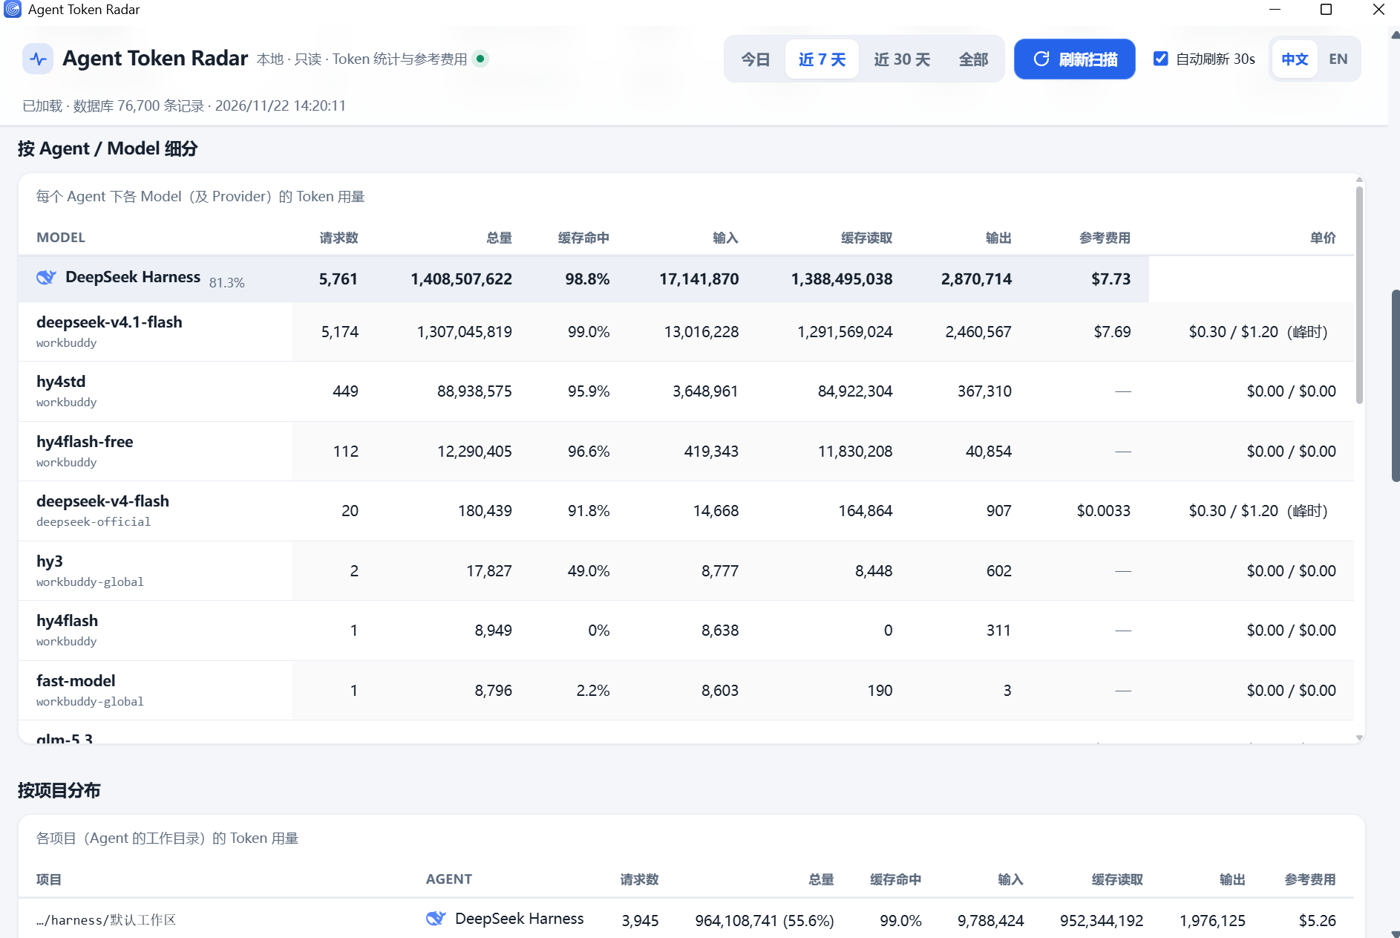 Agent Token Radar
Agent Token Radar 本地 · 只读 · Token 统计与参考费用 今日 近 7 天 近 30 天 全部 刷新扫描 自动刷新 30s 中文 EN
已加载 · 数据库 76,700 条记录 · 2026/11/22 14:20:11
按 Agent / Model 细分
每个 Agent 下各 Model（及 Provider）的 Token 用量
MODEL 请求数 总量 缓存命中 输入 缓存读取 输出 参考费用 单价
DeepSeek Harness 81.3% 5,761 1,408,507,622 98.8% 17,141,870 1,388,495,038 2,870,714 $7.73
deepseek-v4.1-flash 5,174 1,307,045,819 99.0% 13,016,228 1,291,569,024 2,460,567 $7.69 $0.30 / $1.20（峰时）
workbuddy
hy4std 449 88,938,575 95.9% 3,648,961 84,922,304 367,310 — $0.00 / $0.00
workbuddy
hy4flash-free 112 12,290,405 96.6% 419,343 11,830,208 40,854 — $0.00 / $0.00
workbuddy
deepseek-v4-flash 20 180,439 91.8% 14,668 164,864 907 $0.0033 $0.30 / $1.20（峰时）
deepseek-official
hy3 2 17,827 49.0% 8,777 8,448 602 — $0.00 / $0.00
workbuddy-global
hy4flash 1 8,949 0% 8,638 0 311 — $0.00 / $0.00
workbuddy
fast-model 1 8,796 2.2% 8,603 190 3 — $0.00 / $0.00
workbuddy-global
glm-5.3
按项目分布
各项目（Agent 的工作目录）的 Token 用量
项目 AGENT 请求数 总量 缓存命中 输入 缓存读取 输出 参考费用
…/harness/默认工作区 DeepSeek Harness 3,945 964,108,741 (55.6%) 99.0% 9,788,424 952,344,192 1,976,125 $5.26